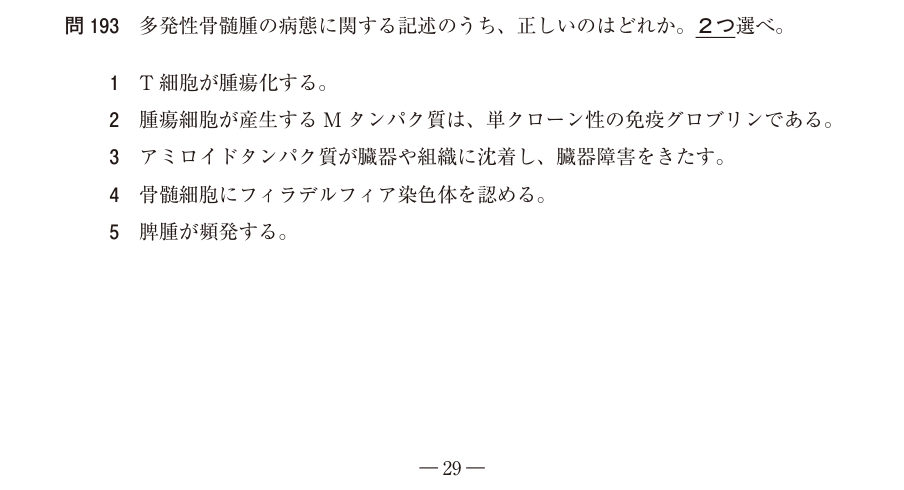 問 193 多発性骨髄腫の病態に関する記述のうち、正しいのはどれか。２つ選べ。
1 T 細胞が腫瘍化する。
2 腫瘍細胞が産生する M タンパク質は、単クローン性の免疫グロブリンである。
3 アミロイドタンパク質が臓器や組織に沈着し、臓器障害をきたす。
4 骨髄細胞にフィラデルフィア染色体を認める。
5 脾腫が頻発する。
— 29 —